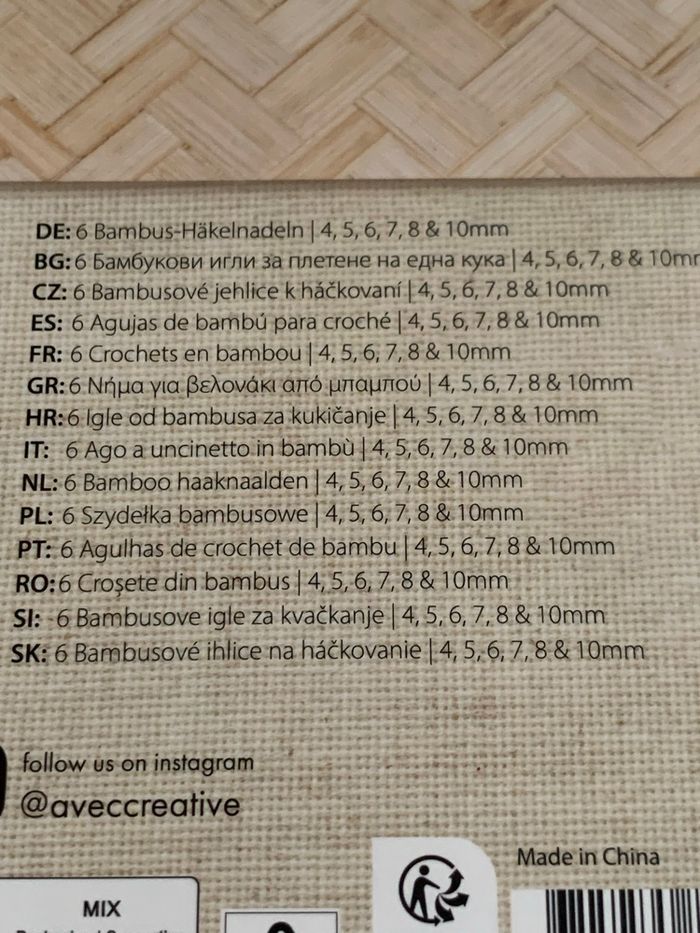 DE: 6 Bambus-Häkelnadeln | 4, 5, 6, 7, 8 & 10mm
BG: 6 Бамбукови игли за плетене на една кука | 4, 5, 6, 7, 8 & 10mm
CZ: 6 Bambusové jehlice k háčkovaní | 4, 5, 6, 7, 8 & 10mm
ES: 6 Agujas de bambú para croché | 4, 5, 6, 7, 8 & 10mm
FR: 6 Crochets en bambou | 4, 5, 6, 7, 8 & 10mm
GR: 6 Νήμα για βελονάκι από μπαμπού | 4, 5, 6, 7, 8 & 10mm
HR: 6 Igle od bambusa za kukičanje | 4, 5, 6, 7, 8 & 10mm
IT: 6 Ago a uncinetto in bambù | 4, 5, 6, 7, 8 & 10mm
NL: 6 Bamboo haaknaalden | 4, 5, 6, 7, 8 & 10mm
PL: 6 Szydełka bambusowe | 4, 5, 6, 7, 8 & 10mm
PT: 6 Agulhas de crochet de bambu | 4, 5, 6, 7, 8 & 10mm
RO: 6 Croșete din bambus | 4, 5, 6, 7, 8 & 10mm
SI: 6 Bambusove igle za kvačkanje | 4, 5, 6, 7, 8 & 10mm
SK: 6 Bambusové ihlice na háčkovanie | 4, 5, 6, 7, 8 & 10mm
follow us on instagram
@aveccreative
Made in China
MIX